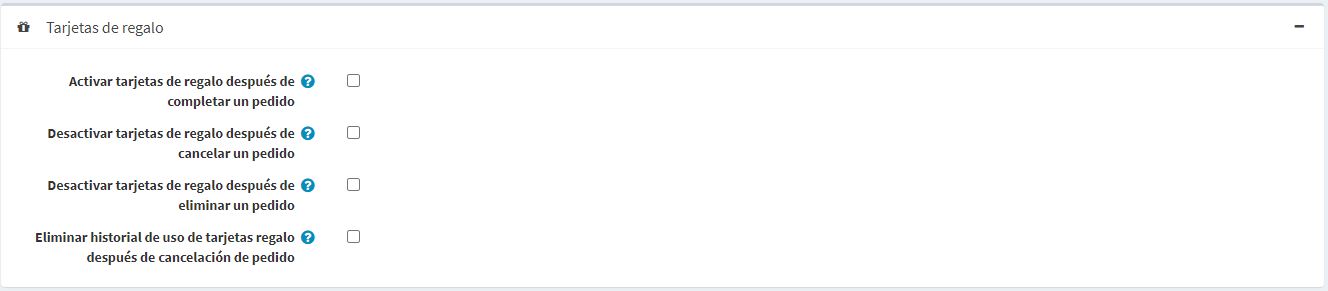 Tarjetas de regalo
Activar tarjetas de regalo después de
completar un pedido
Desactivar tarjetas de regalo después de
cancelar un pedido
Desactivar tarjetas de regalo después de
eliminar un pedido
Eliminar historial de uso de tarjetas regalo
después de cancelación de pedido